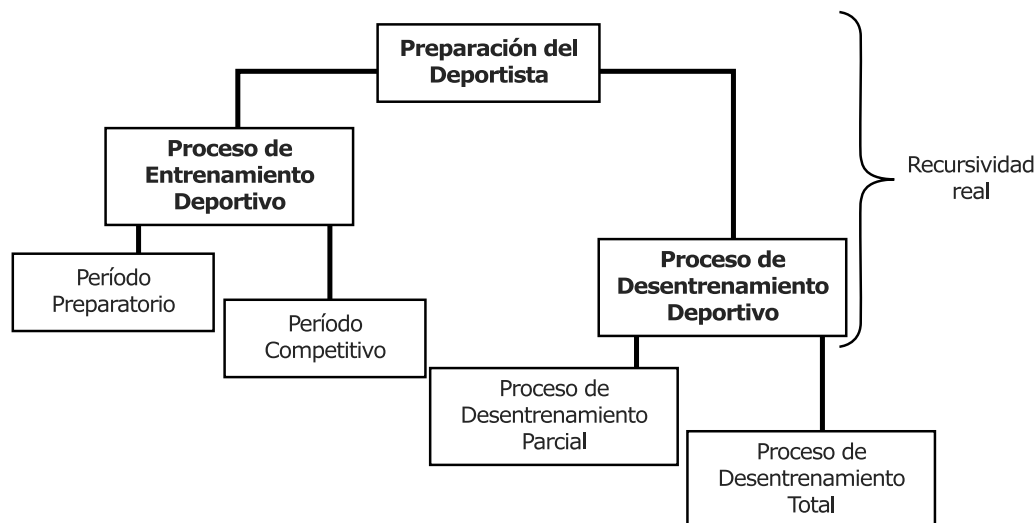 Preparación del
Deportista
Proceso de
Entrenamiento
Deportivo
Recursividad
real
Período
Preparatorio
Proceso de
Desentrenamiento
Deportivo
Período
Competitivo
Proceso de
Desentrenamiento
Parcial
Proceso de
Desentrenamiento
Total